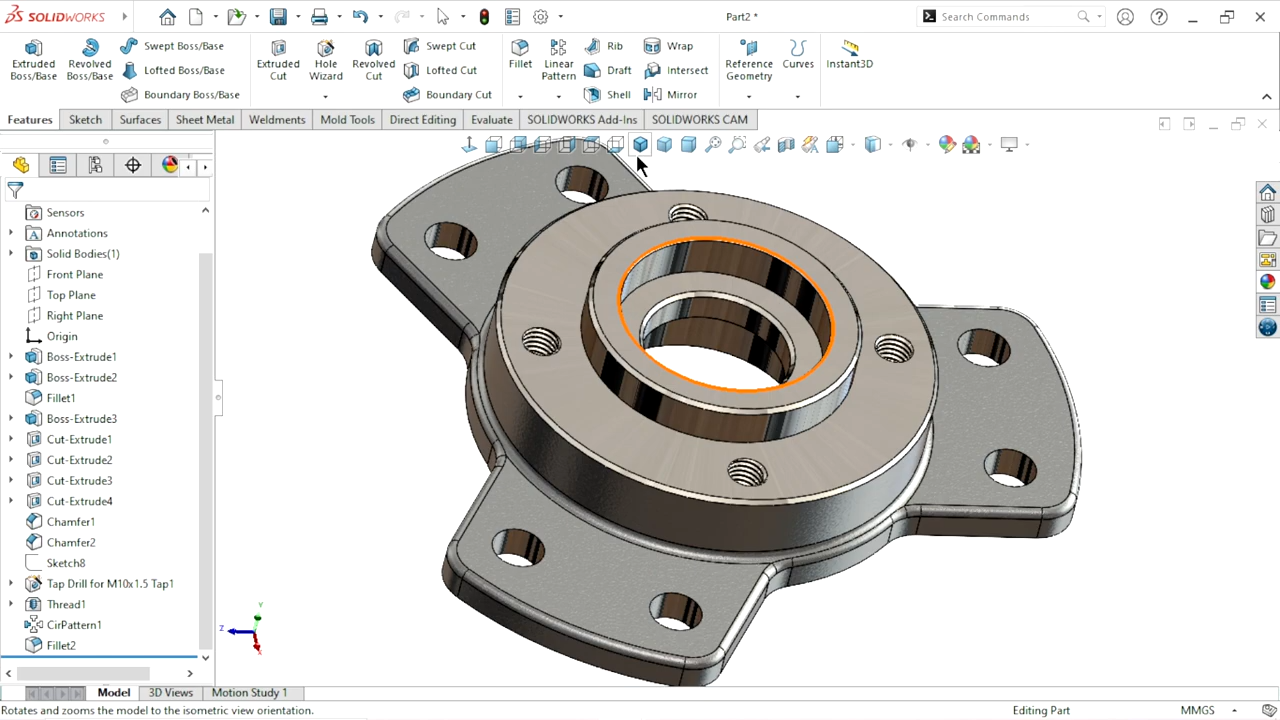 SOLIDWORKS
Part2 *
Search Commands
Extruded Boss/Base
Revolved Boss/Base
Swept Boss/Base
Lofted Boss/Base
Boundary Boss/Base
Extruded Cut
Hole Wizard
Revolved Cut
Swept Cut
Lofted Cut
Boundary Cut
Fillet
Linear Pattern
Rib
Draft
Shell
Wrap
Intersect
Mirror
Reference Geometry
Curves
Instant3D
Features
Sketch
Surfaces
Sheet Metal
Weldments
Mold Tools
Direct Editing
Evaluate
SOLIDWORKS Add-Ins
SOLIDWORKS CAM
Sensors
Annotations
Solid Bodies(1)
Front Plane
Top Plane
Right Plane
Origin
Boss-Extrude1
Boss-Extrude2
Fillet1
Boss-Extrude3
Cut-Extrude1
Cut-Extrude2
Cut-Extrude3
Cut-Extrude4
Chamfer1
Chamfer2
Sketch8
Tap Drill for M10x1.5 Tap1
Thread1
CirPattern1
Fillet2
Y
Z
X
Model
3D Views
Motion Study 1
Rotates and zooms the model to the isometric view orientation.
Editing Part
MMGS